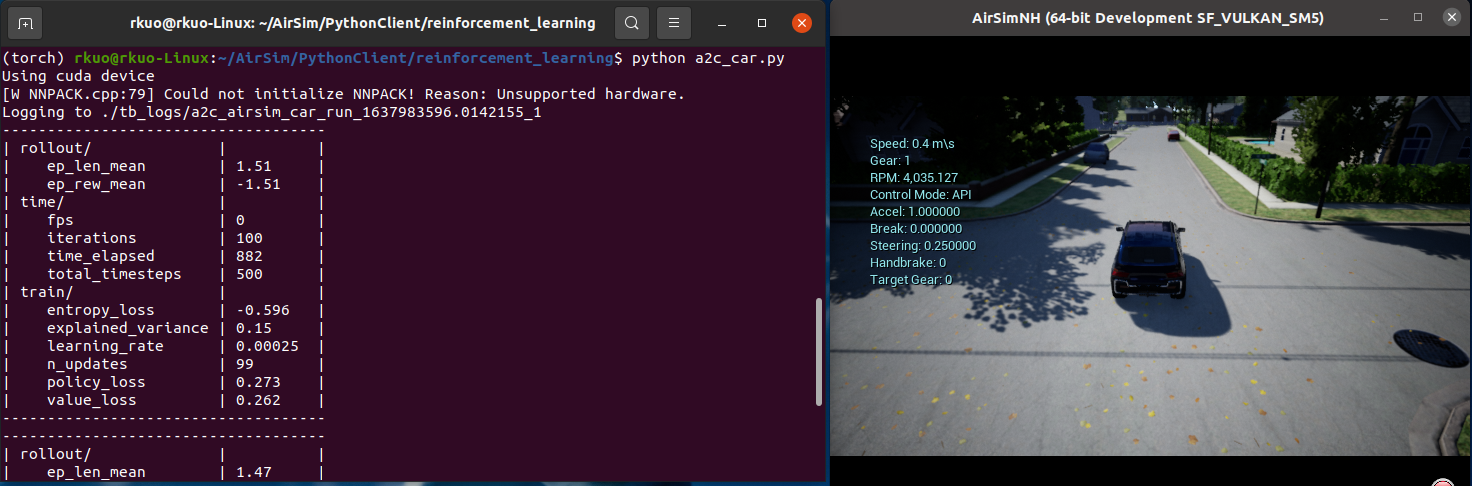 rkuo@rkuo-Linux: ~/AirSim/PythonClient/reinforcement_learning
(torch) rkuo@rkuo-Linux:~/AirSim/PythonClient/reinforcement_learning$ python a2c_car.py
Using cuda device
[W NNPACK.cpp:79] Could not initialize NNPACK! Reason: Unsupported hardware.
Logging to ./tb_logs/a2c_airsim_car_run_1637983596.0142155_1
------------------------------------
| rollout/              |          |
|    ep_len_mean        | 1.51     |
|    ep_rew_mean        | -1.51    |
| time/                 |          |
|    fps                | 0        |
|    iterations         | 100      |
|    time_elapsed       | 882      |
|    total_timesteps    | 500      |
| train/                |          |
|    entropy_loss       | -0.596   |
|    explained_variance | 0.15     |
|    learning_rate      | 0.00025  |
|    n_updates          | 99       |
|    policy_loss        | 0.273    |
|    value_loss         | 0.262    |
------------------------------------
------------------------------------
| rollout/              |          |
|    ep_len_mean        | 1.47     |
AirSimNH (64-bit Development SF_VULKAN_SM5)
Speed: 0.4 m\s
Gear: 1
RPM: 4,035.127
Control Mode: API
Accel: 1.000000
Break: 0.000000
Steering: 0.250000
Handbrake: 0
Target Gear: 0